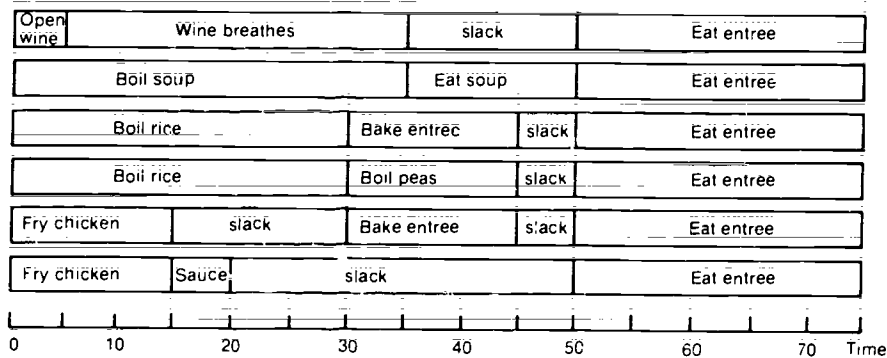 Open wine Wine breathes slack Eat entree
Boil soup Eat soup Eat entree
Boil rice Bake entrec slack Eat entree
Boil rice Boil peas slack Eat entree
Fry chicken slack Bake entree slack Eat entree
Fry chicken Sauce slack Eat entree
0 10 20 30 40 50 60 70 Time